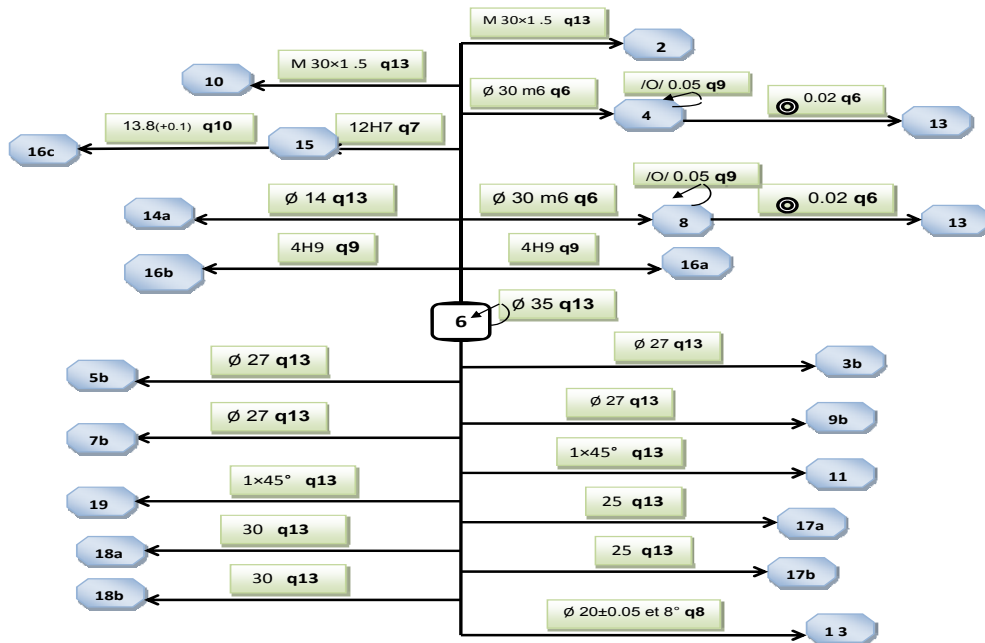 M 30×1 .5 q13
2
M 30×1 .5 q13
10
Ø 30 m6 q6
/O/ 0.05 q9
4
0.02 q6
13
13.8(+0.1) q10
12H7 q7
16c
15
Ø 14 q13
14a
Ø 30 m6 q6
/O/ 0.05 q9
8
0.02 q6
13
4H9 q9
16b
4H9 q9
16a
6
Ø 35 q13
Ø 27 q13
5b
Ø 27 q13
3b
Ø 27 q13
7b
Ø 27 q13
9b
1×45° q13
19
1×45° q13
11
30 q13
18a
25 q13
17a
30 q13
18b
25 q13
17b
Ø 20±0.05 et 8° q8
1 3